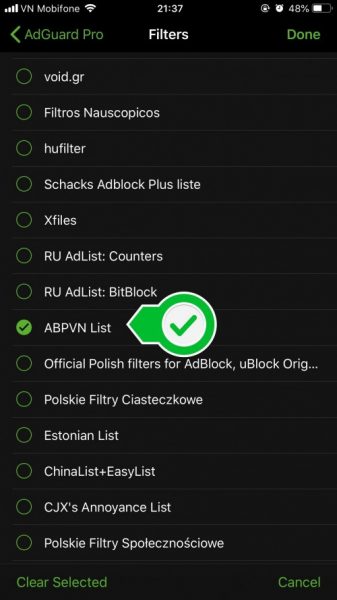 VN Mobifone 21:37 48%
AdGuard Pro Filters Done
void.gr
Filtros Nauscopicos
hufilter
Schacks Adblock Plus liste
Xfiles
RU AdList: Counters
RU AdList: BitBlock
ABPVN List
Official Polish filters for AdBlock, uBlock Orig...
Polskie Filtry Ciasteczkowe
Estonian List
ChinaList+EasyList
CJX's Annoyance List
Polskie Filtry Społecznościowe
Clear Selected Cancel